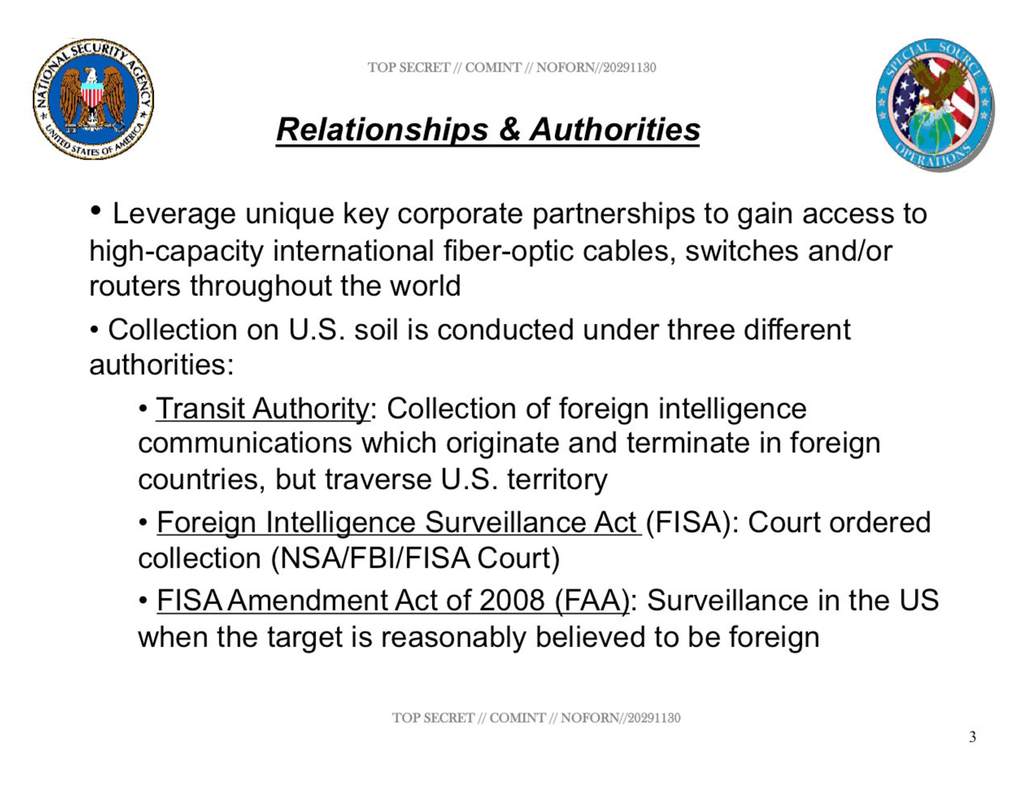 NATIONAL SECURITY AGENCY
UNITED STATES OF AMERICA
TOP SECRET // COMINT // NOFORN//20291130
SPECIAL SOURCE
OPERATIONS
Relationships & Authorities
• Leverage unique key corporate partnerships to gain access to
high-capacity international fiber-optic cables, switches and/or
routers throughout the world
• Collection on U.S. soil is conducted under three different
authorities:
• Transit Authority: Collection of foreign intelligence
communications which originate and terminate in foreign
countries, but traverse U.S. territory
• Foreign Intelligence Surveillance Act (FISA): Court ordered
collection (NSA/FBI/FISA Court)
• FISA Amendment Act of 2008 (FAA): Surveillance in the US
when the target is reasonably believed to be foreign
TOP SECRET // COMINT // NOFORN//20291130
3